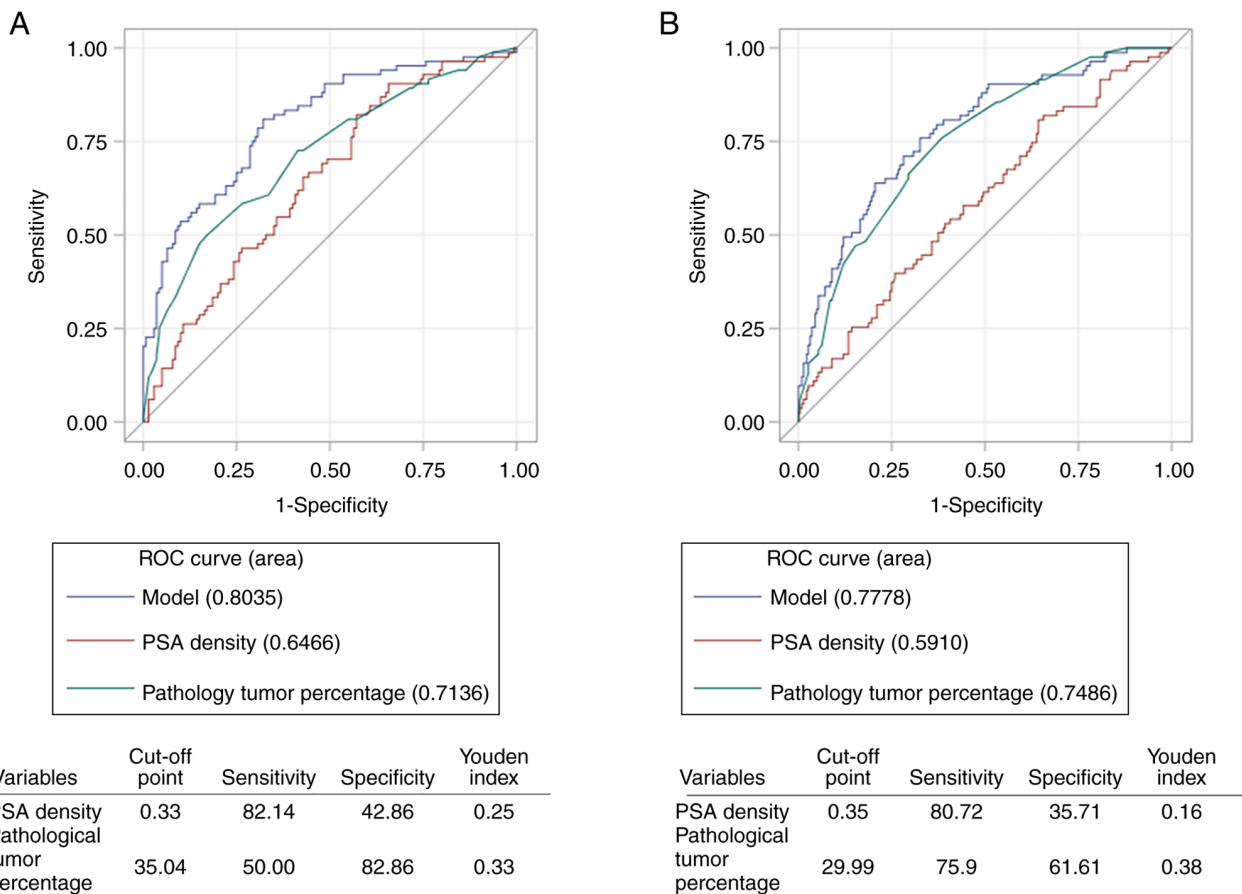 A
1.00
0.75
0.50
0.25
0.00
Sensitivity
0.00 0.25 0.50 0.75 1.00
1-Specificity
ROC curve (area)
Model (0.8035)
PSA density (0.6466)
Pathology tumor percentage (0.7136)
Cut-off Youden
ariables point Sensitivity Specificity index
SA density 0.33 82.14 42.86 0.25
athological
umor
35.04 50.00 82.86 0.33
ercentage
B
1.00
0.75
0.50
0.25
0.00
Sensitivity
0.00 0.25 0.50 0.75 1.00
1-Specificity
ROC curve (area)
Model (0.7778)
PSA density (0.5910)
Pathology tumor percentage (0.7486)
Cut-off Youden
Variables point Sensitivity Specificity index
PSA density 0.35 80.72 35.71 0.16
Pathological
tumor
29.99 75.9 61.61 0.38
percentage